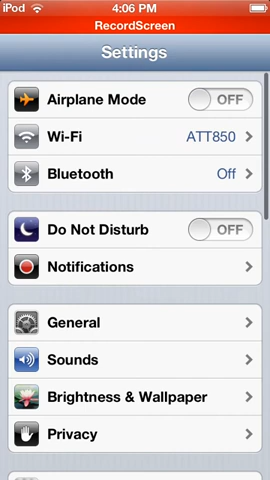 iPod 4:06 PM
RecordScreen
Settings
Airplane Mode OFF
Wi-Fi ATT850
Bluetooth Off
Do Not Disturb OFF
Notifications
General
Sounds
Brightness & Wallpaper
Privacy